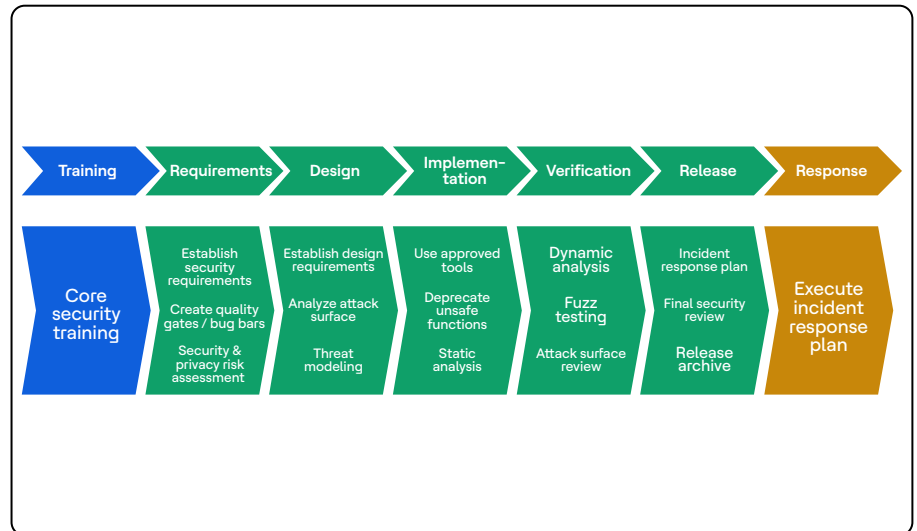 Training
Requirements
Design
Implemen-
tation
Verification
Release
Response
Core
security
training
Establish
security
requirements
Create quality
gates / bug bars
Security &
privacy risk
assessment
Establish design
requirements
Analyze attack
surface
Threat
modeling
Use approved
tools
Deprecate
unsafe
functions
Static
analysis
Dynamic
analysis
Fuzz
testing
Attack surface
review
Incident
response plan
Final security
review
Release
archive
Execute
incident
response
plan